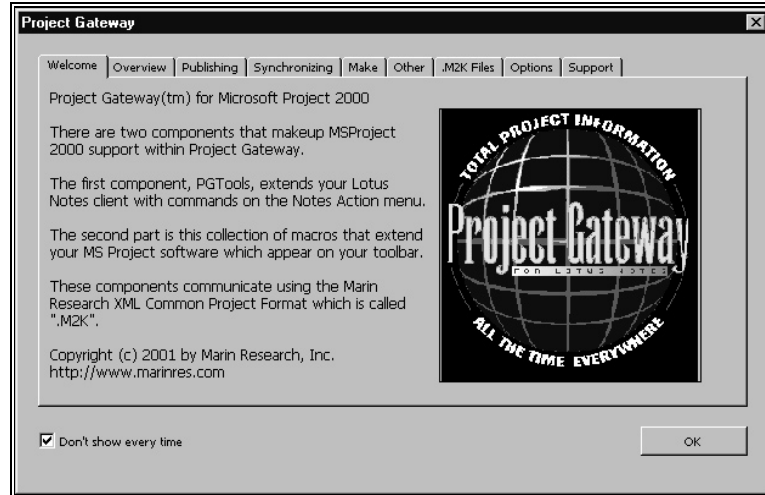 Project Gateway
Welcome Overview Publishing Synchronizing Make Other .M2K Files Options Support
Project Gateway(tm) for Microsoft Project 2000
There are two components that makeup MSProject
2000 support within Project Gateway.
The first component, PGTools, extends your Lotus
Notes client with commands on the Notes Action menu.
The second part is this collection of macros that extend
your MS Project software which appear on your toolbar.
These components communicate using the Marin
Research XML Common Project Format which is called
".M2K".
Copyright (c) 2001 by Marin Research, Inc.
http://www.marinres.com
TOTAL PROJECT INFORMATION
Project Gateway
FOR LOTUS NOTES
ALL THE TIME EVERYWHERE
Don't show every time
OK